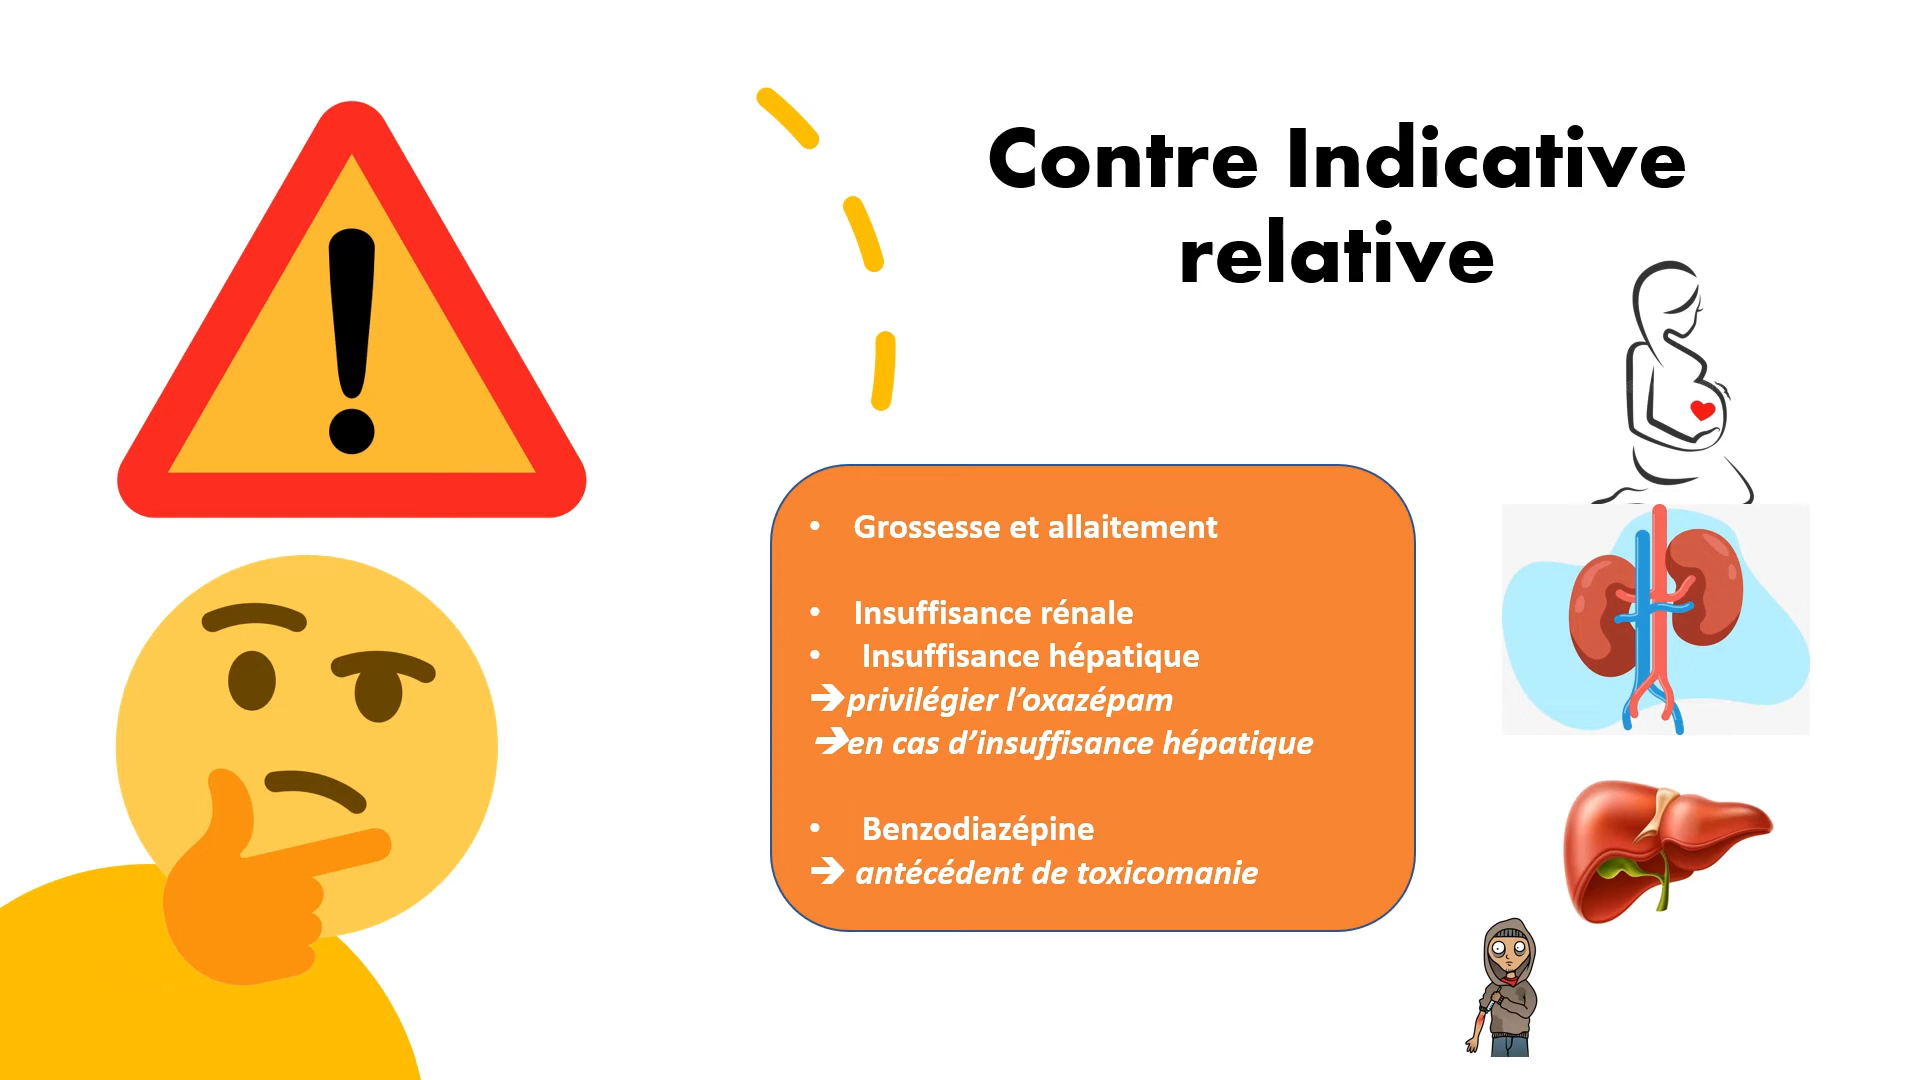 Contre Indicative
relative
• Grossesse et allaitement
• Insuffisance rénale
• Insuffisance hépatique
➔privilégier l’oxazépam
➔en cas d’insuffisance hépatique
• Benzodiazépine
➔ antécédent de toxicomanie